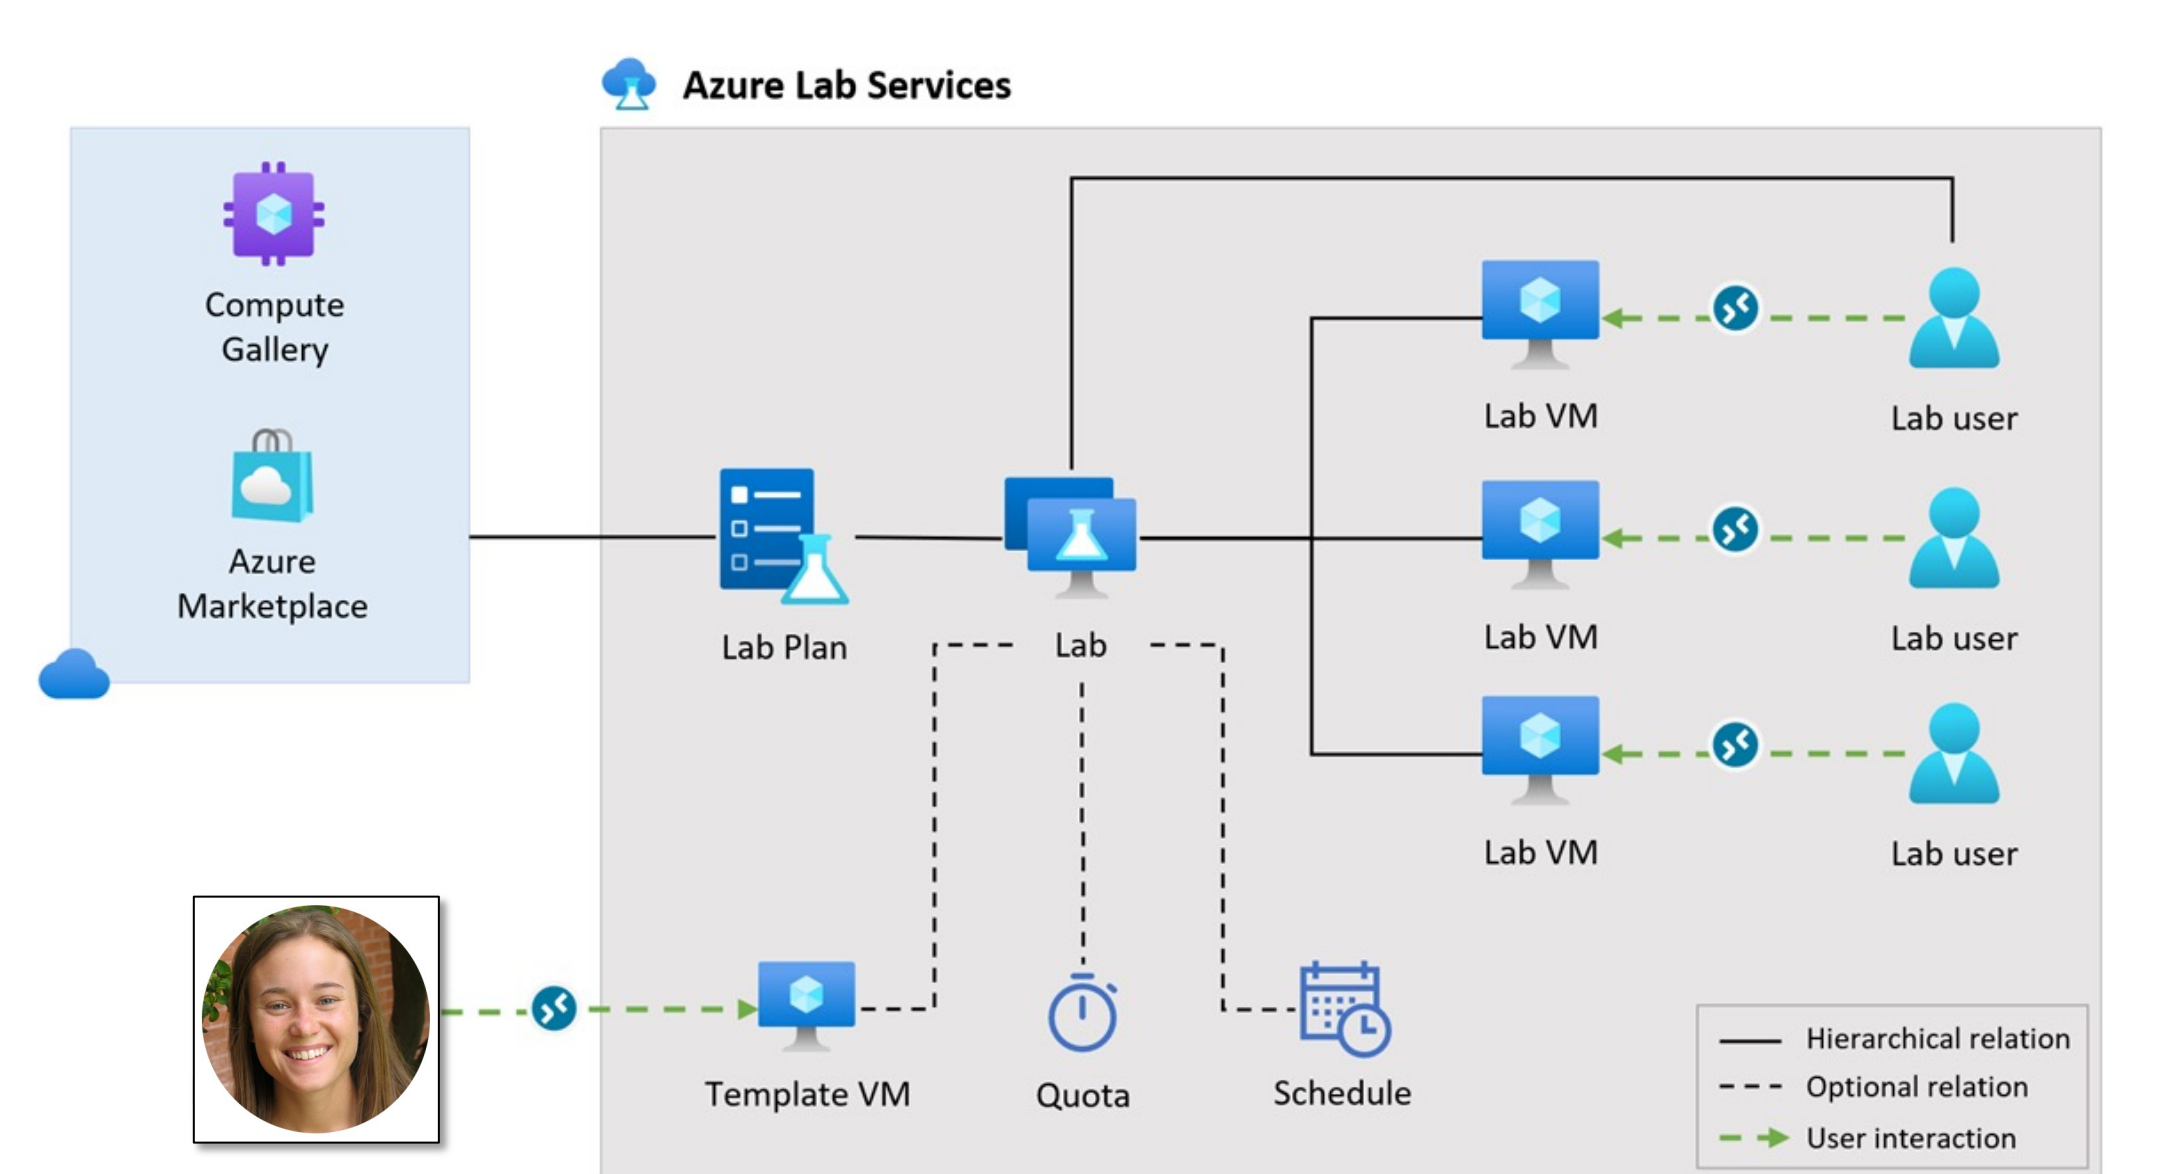 Azure Lab Services
Compute
Gallery
Azure
Marketplace
Lab Plan
Lab
Lab VM
Lab user
Lab VM
Lab user
Lab VM
Lab user
Template VM
Quota
Schedule
Hierarchical relation
Optional relation
User interaction